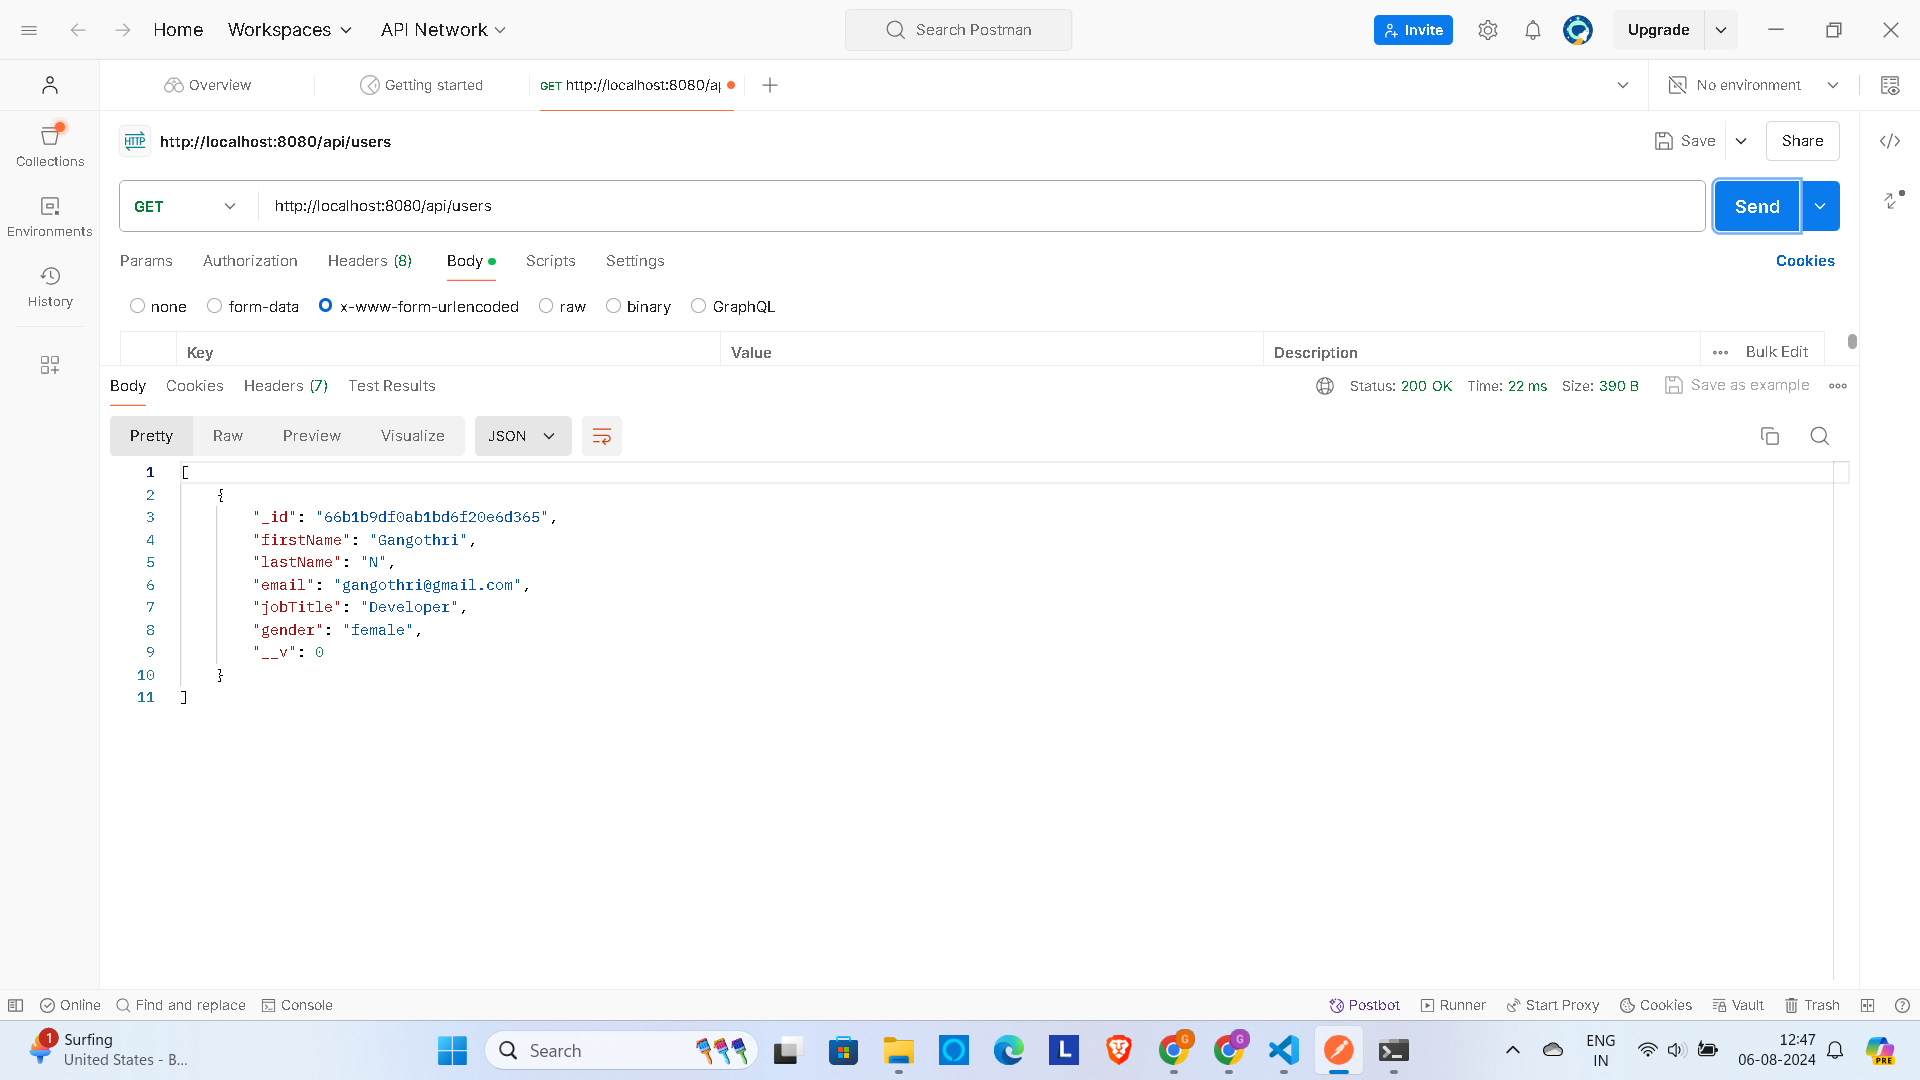 Home Workspaces API Network Search Postman Invite Upgrade
Overview Getting started GET http://localhost:8080/ap No environment
HTTP http://localhost:8080/api/users Save Share
Collections
GET http://localhost:8080/api/users Send
Environments
Params Authorization Headers (8) Body Scripts Settings Cookies
History
none form-data x-www-form-urlencoded raw binary GraphQL
Key Value Description Bulk Edit
Body Cookies Headers (7) Test Results Status: 200 OK Time: 22 ms Size: 390 B Save as example
Pretty Raw Preview Visualize JSON
1 [
2 {
3 "_id": "66b1b9df0ab1bd6f20e6d365",
4 "firstName": "Gangothri",
5 "lastName": "N",
6 "email": "gangothri@gmail.com",
7 "jobTitle": "Developer",
8 "gender": "female",
9 "__v": 0
10 }
11 ]
Online Find and replace Console Postbot Runner Start Proxy Cookies Vault Trash
1 Surfing
United States - B...
Search
L
G
G
ENG
IN
12:47
06-08-2024
PRE